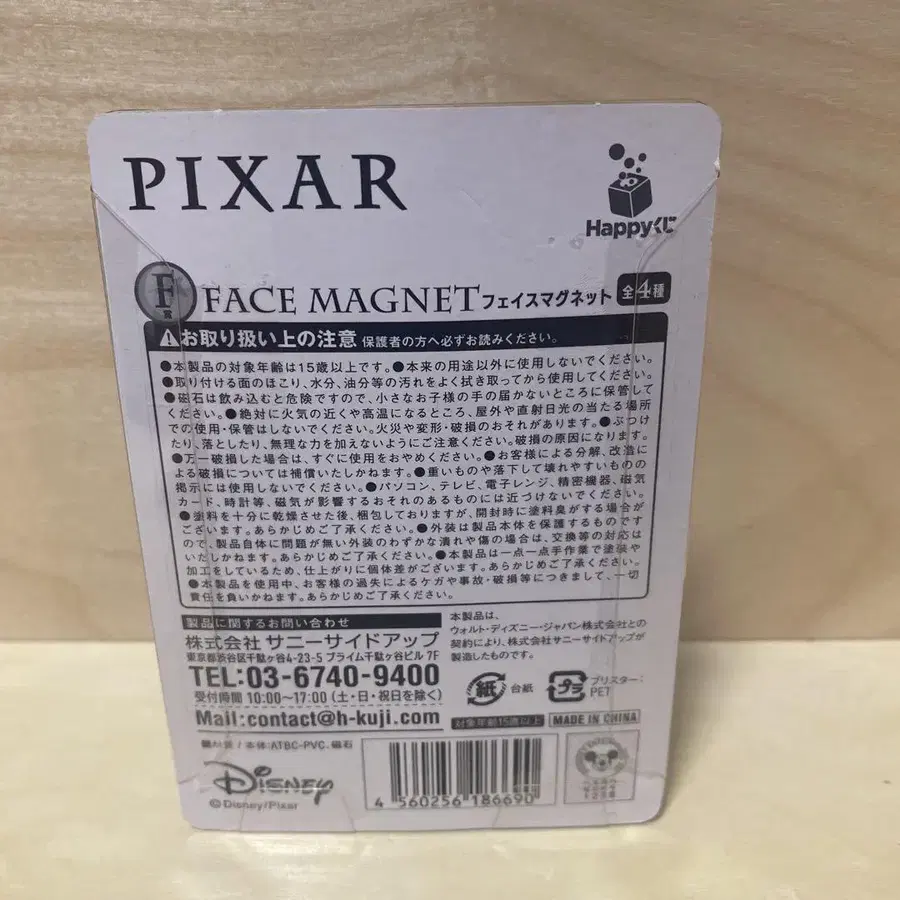 PIXAR
Happyくじ
F賞
FACE MAGNET フェイスマグネット 全4種
お取り扱い上の注意 保護者の方へ必ずお読みください。
●本製品の対象年齢は15歳以上です。●本来の用途以外に使用しないでください。
●取り付ける面のほこり、水分、油分等の汚れをよく拭き取ってから使用してください。
●磁石は飲み込むと危険ですので、小さなお子様の手の届かないところに保管して
ください。●絶対に火気の近くや高温になるところ、屋外や直射日光の当たる場所
での使用・保管はしないでください。火災や変形・破損のおそれがあります。●ぶつけ
たり、落としたり、無理な力を加えないようにご注意ください。破損の原因になります。
●万一破損した場合は、すぐに使用をおやめください。●お客様による分解、改造に
よる破損については補償いたしかねます。●重いものや落下して壊れやすいものの
掲示には使用しないでください。●パソコン、テレビ、電子レンジ、精密機器、磁気
カード、時計等、磁気が影響するおそれのあるものには近づけないでください。
●塗料を十分に乾燥させた後、梱包しておりますが、開封時に塗料臭がする場合が
ございます。あらかじめご了承ください。●外装は製品本体を保護するものです
ので、製品自体に問題が無い外装のわずかな潰れや傷の場合は、交換等の対応は
いたしかねます。あらかじめご了承ください。●本製品は一点一点手作業で塗装や
加工をしているため、仕上がりに個体差がございます。あらかじめご了承ください。
●本製品を使用中、お客様の過失によるケガや事故・破損等につきまして、一切
責任を負いかねます。あらかじめご了承ください。
製品に関するお問い合わせ
株式会社 サニーサイドアップ
東京都渋谷区千駄ヶ谷4-23-5 プライム千駄ヶ谷ビル 7F
TEL:03-6740-9400
受付時間 10:00〜17:00 (土・日・祝日を除く)
Mail:contact@h-kuji.com
本製品は、
ウォルト・ディズニー・ジャパン株式会社との
契約により、株式会社サニーサイドアップが
製造したものです。
紙 台紙
プラ ブリスター:
PET
対象年齢15歳以上
MADE IN CHINA
/本体:ATBC-PVC、磁石
Disney
©Disney/Pixar
4 560256 186690